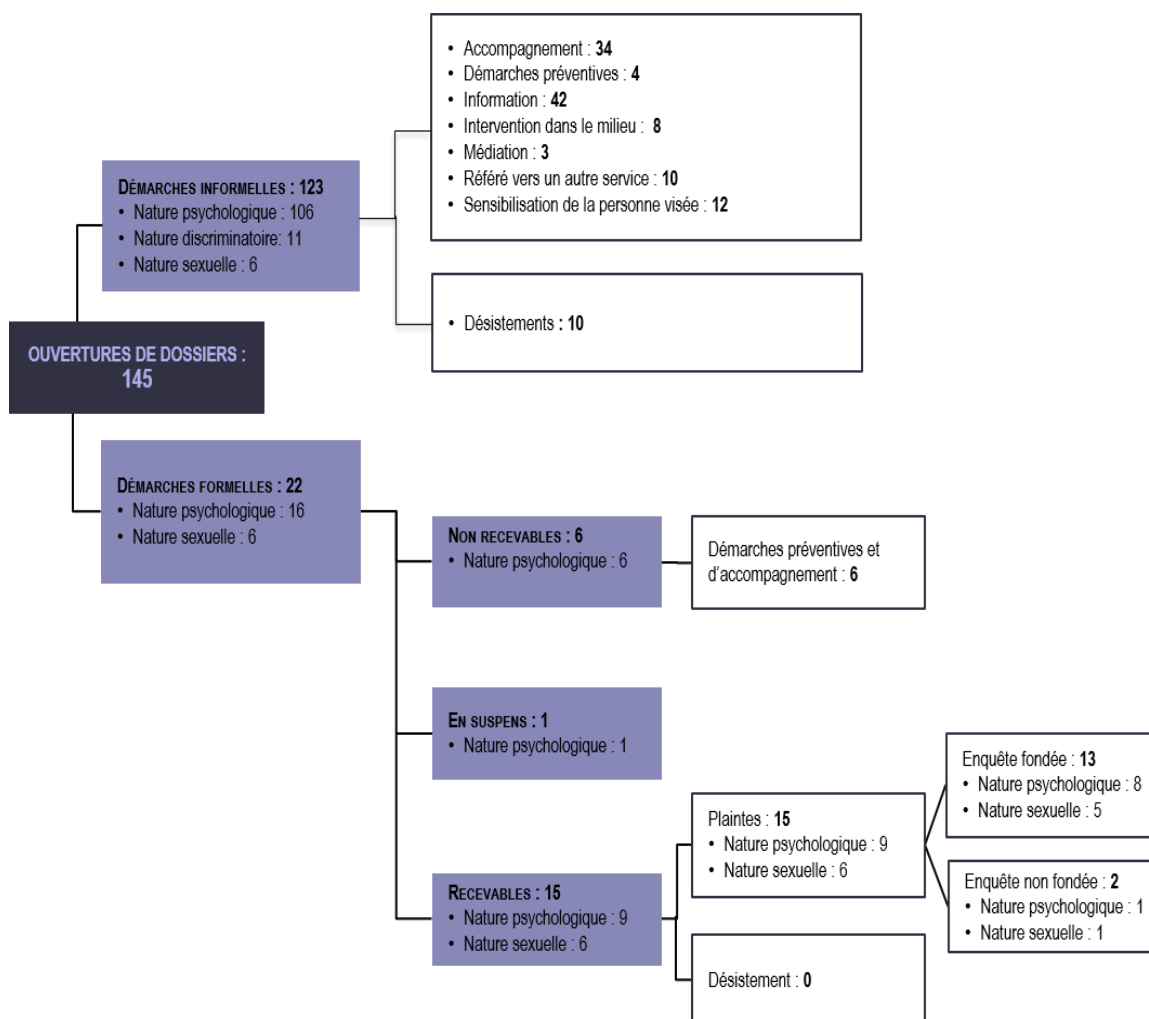 OUVERTURES DE DOSSIERS :
145
DÉMARCHES INFORMELLES : 123
• Nature psychologique : 106
• Nature discriminatoire: 11
• Nature sexuelle : 6
• Accompagnement : 34
• Démarches préventives : 4
• Information : 42
• Intervention dans le milieu : 8
• Médiation : 3
• Référé vers un autre service : 10
• Sensibilisation de la personne visée : 12
• Désistements : 10
DÉMARCHES FORMELLES : 22
• Nature psychologique : 16
• Nature sexuelle : 6
NON RECEVABLES : 6
• Nature psychologique : 6
Démarches préventives et
d'accompagnement : 6
EN SUSPENS : 1
• Nature psychologique : 1
RECEVABLES : 15
• Nature psychologique : 9
• Nature sexuelle : 6
Plaintes : 15
• Nature psychologique : 9
• Nature sexuelle : 6
Enquête fondée : 13
• Nature psychologique : 8
• Nature sexuelle : 5
Enquête non fondée : 2
• Nature psychologique : 1
• Nature sexuelle : 1
Désistement : 0